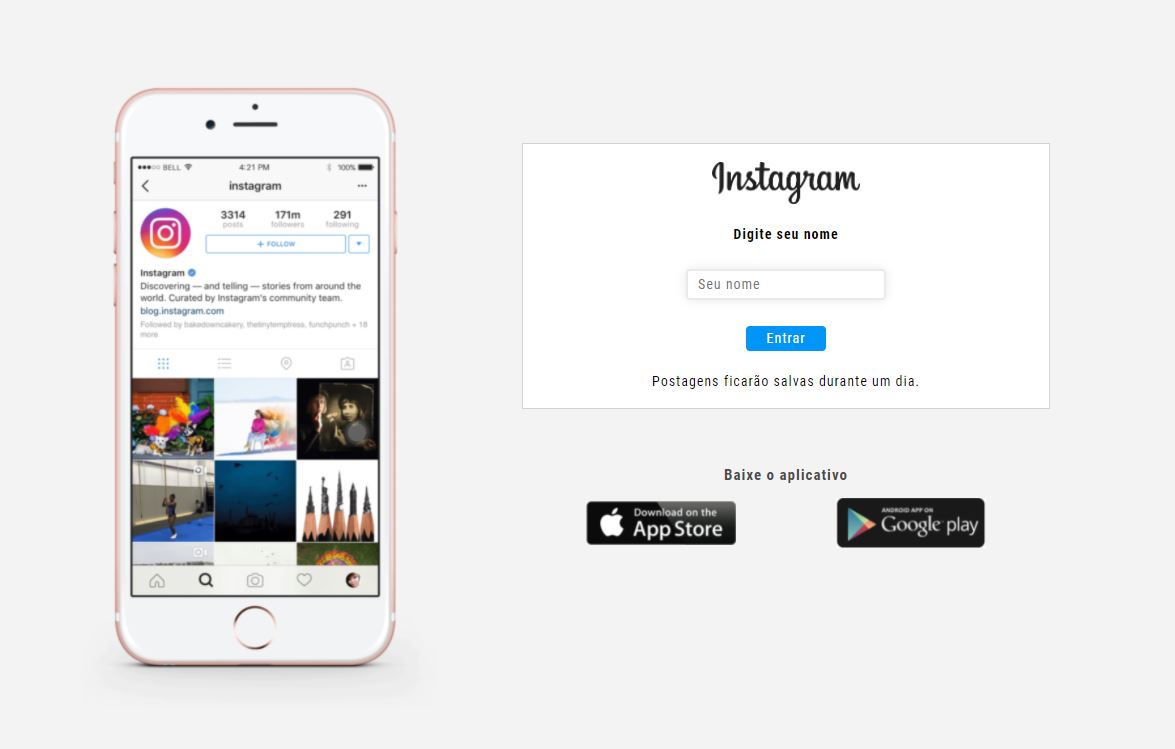 BELL
4:21 PM
100%
instagram
3314
posts
171m
followers
291
following
+ FOLLOW
Instagram
Discovering — and telling — stories from around the
world. Curated by Instagram's community team.
blog.instagram.com
Followed by bakedowncakery, thetinytemptress, funchpunch + 18
more
Instagram
Digite seu nome
Seu nome
Entrar
Postagens ficarão salvas durante um dia.
Baixe o aplicativo
Download on the
App Store
ANDROID APP ON
Google play